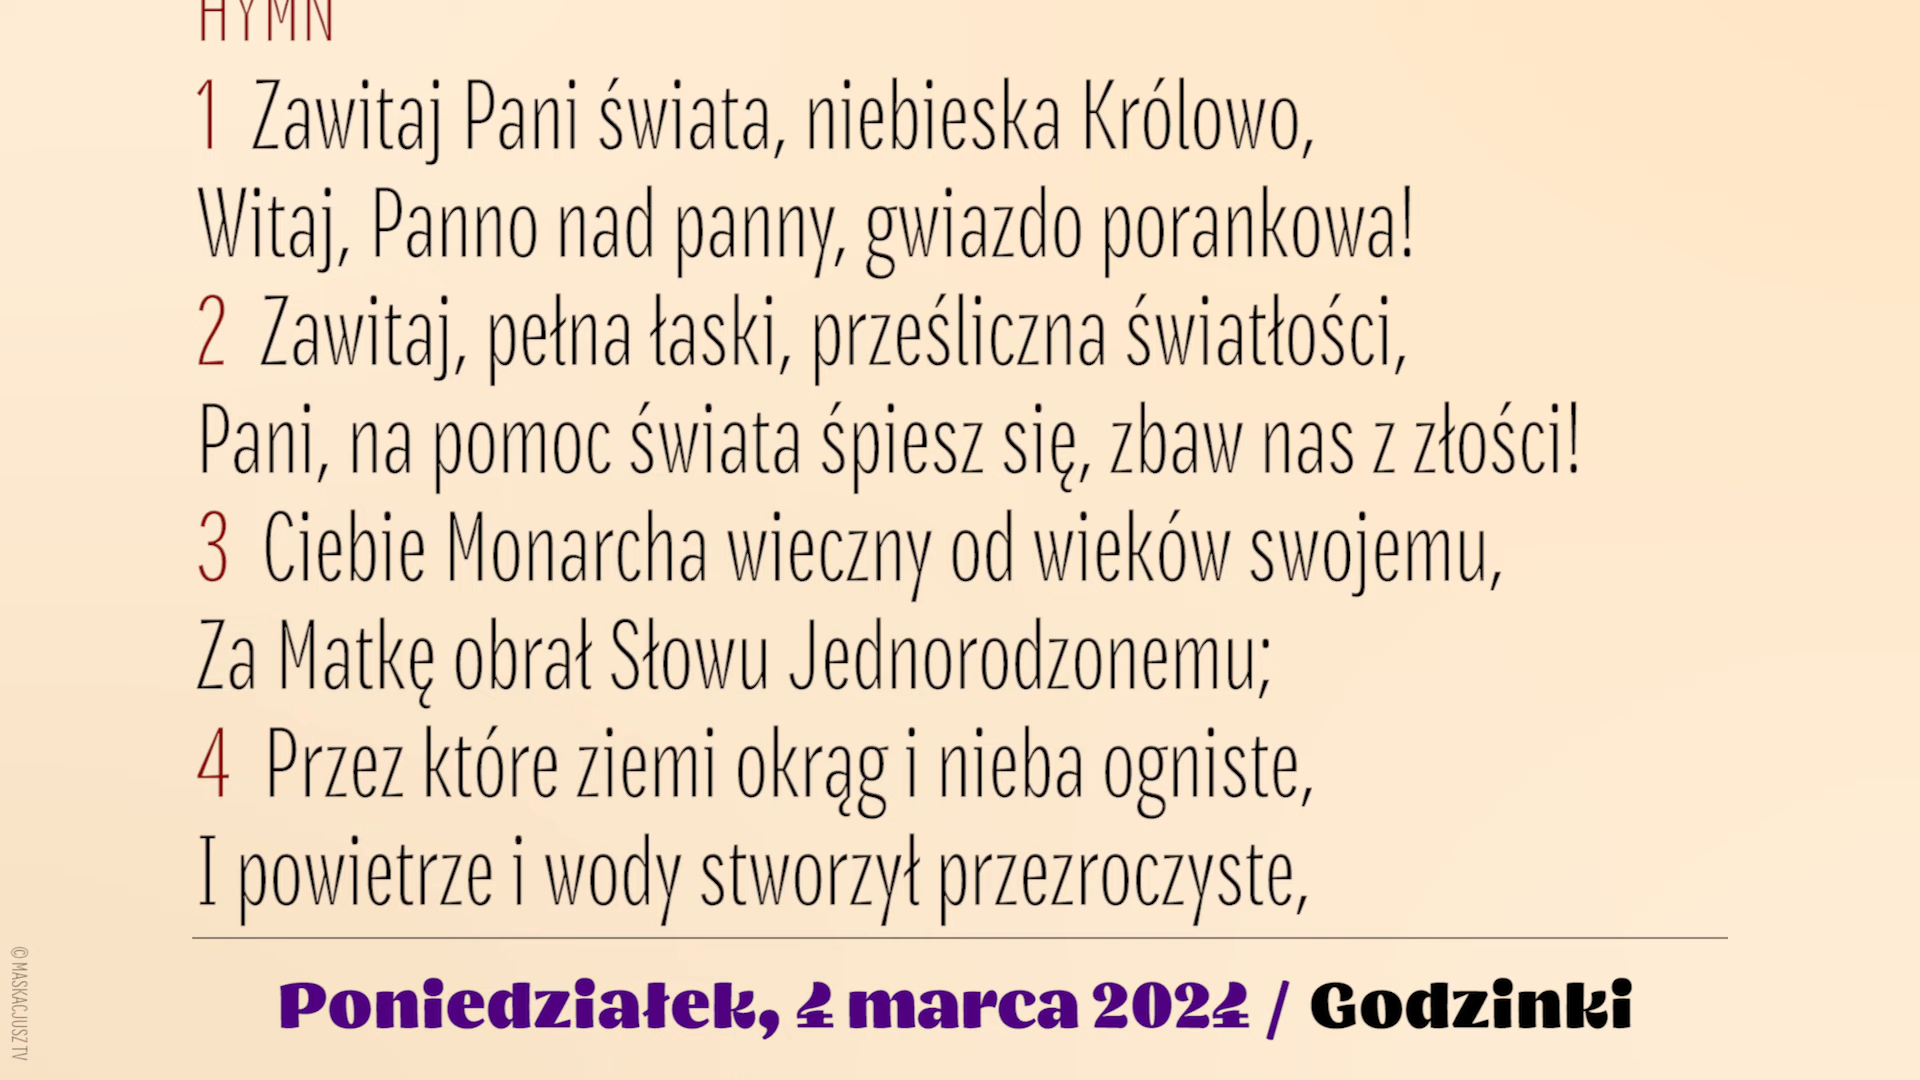 HYMN
1 Zawitaj Pani świata, niebieska Królowo,
Witaj, Panno nad panny, gwiazdo porankowa!
2 Zawitaj, pełna łaski, prześliczna światłości,
Pani, na pomoc świata śpiesz się, zbaw nas z złości!
3 Ciebie Monarcha wieczny od wieków swojemu,
Za Matkę obrał Słowu Jednorodzonemu;
4 Przez które ziemi okrąg i nieba ogniste,
I powietrze i wody stworzył przezroczyste,
Poniedziałek, 4 marca 2024 / Godzinki
© MASKACJUSZ TV